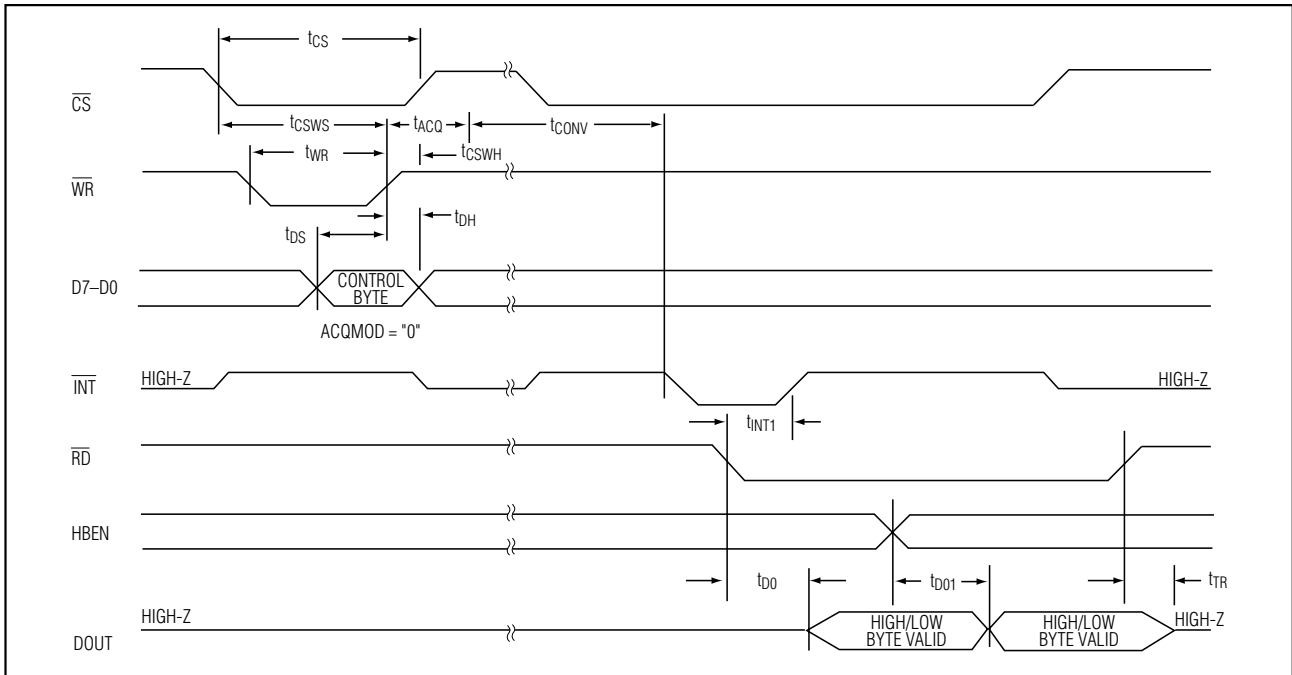 tCS
CS
tCSWS tACQ tCONV
tWR tCSWH
WR
tDS tDH
D7–D0 CONTROL
BYTE
ACQMOD = "0"
INT HIGH-Z HIGH-Z
tINT1
RD
HBEN
tD0 tD01 tTR
HIGH-Z HIGH/LOW HIGH/LOW HIGH-Z
DOUT BYTE VALID BYTE VALID